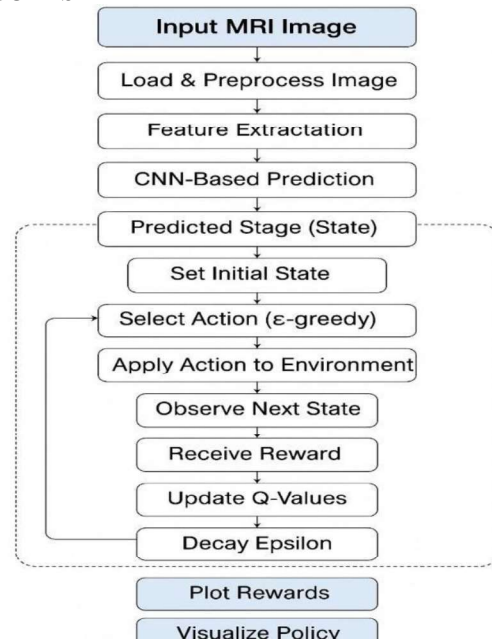 Input MRI Image
Load & Preprocess Image
Feature Extractation
CNN-Based Prediction
Predicted Stage (State)
Set Initial State
Select Action (ε-greedy)
Apply Action to Environment
Observe Next State
Receive Reward
Update Q-Values
Decay Epsilon
Plot Rewards
Visualize Policy